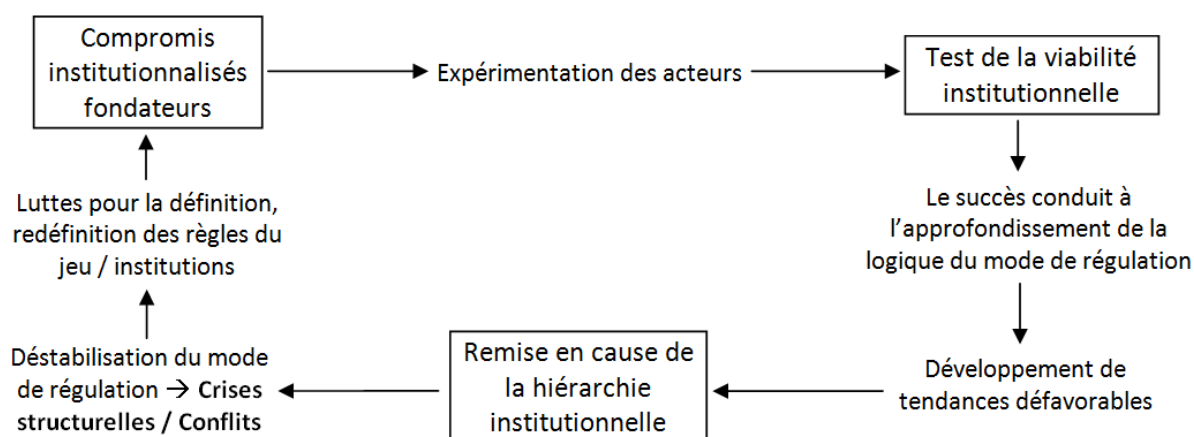 Compromis
institutionnalisés
fondateurs
Expérimentation des acteurs
Test de la viabilité
institutionnelle
Le succès conduit à
l’approfondissement de la
logique du mode de régulation
Développement de
tendances défavorables
Remise en cause de
la hiérarchie
institutionnelle
Déstabilisation du mode
de régulation → Crises
structurelles / Conflits
Luttes pour la définition,
redéfinition des règles du
jeu / institutions